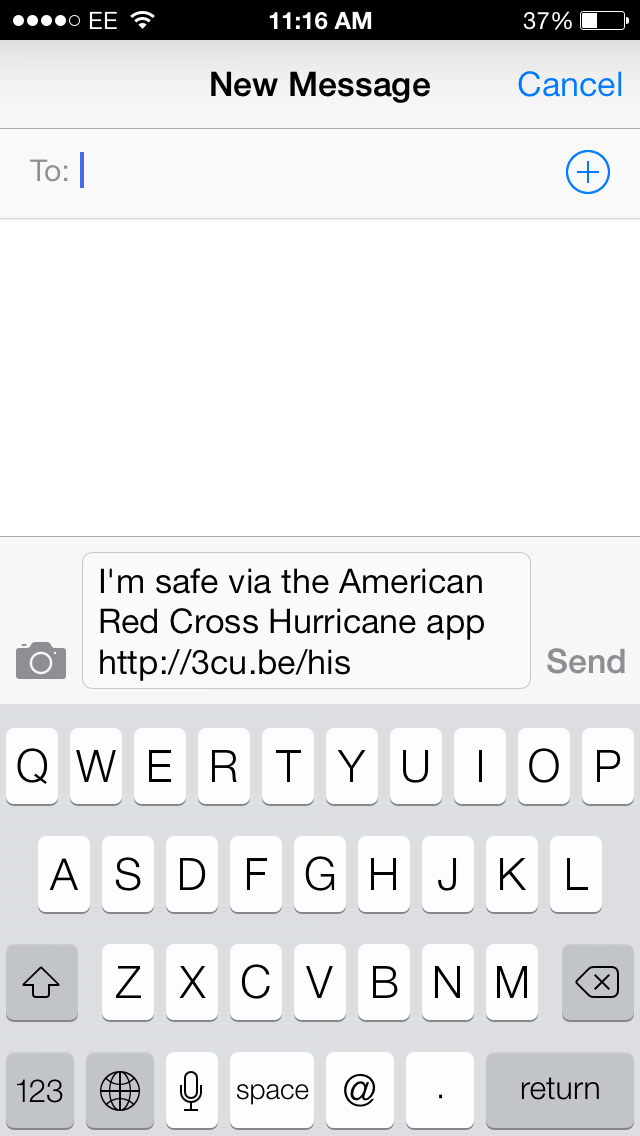 EE 11:16 AM 37%
New Message Cancel
To:
I'm safe via the American
Red Cross Hurricane app
http://3cu.be/his
Send
Q W E R T Y U I O P
A S D F G H J K L
Z X C V B N M
123 space @ . return